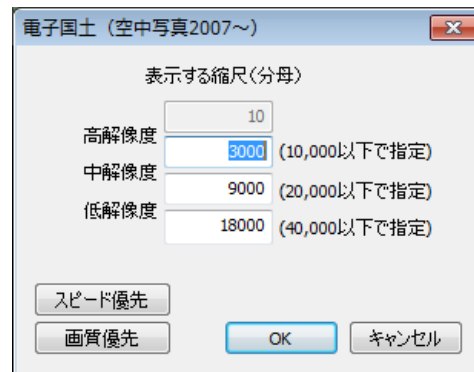 電子国土（空中写真2007～）
表示する縮尺(分母)
10
高解像度
3000 (10,000以下で指定)
中解像度
9000 (20,000以下で指定)
低解像度
18000 (40,000以下で指定)
スピード優先
画質優先 OK キャンセル